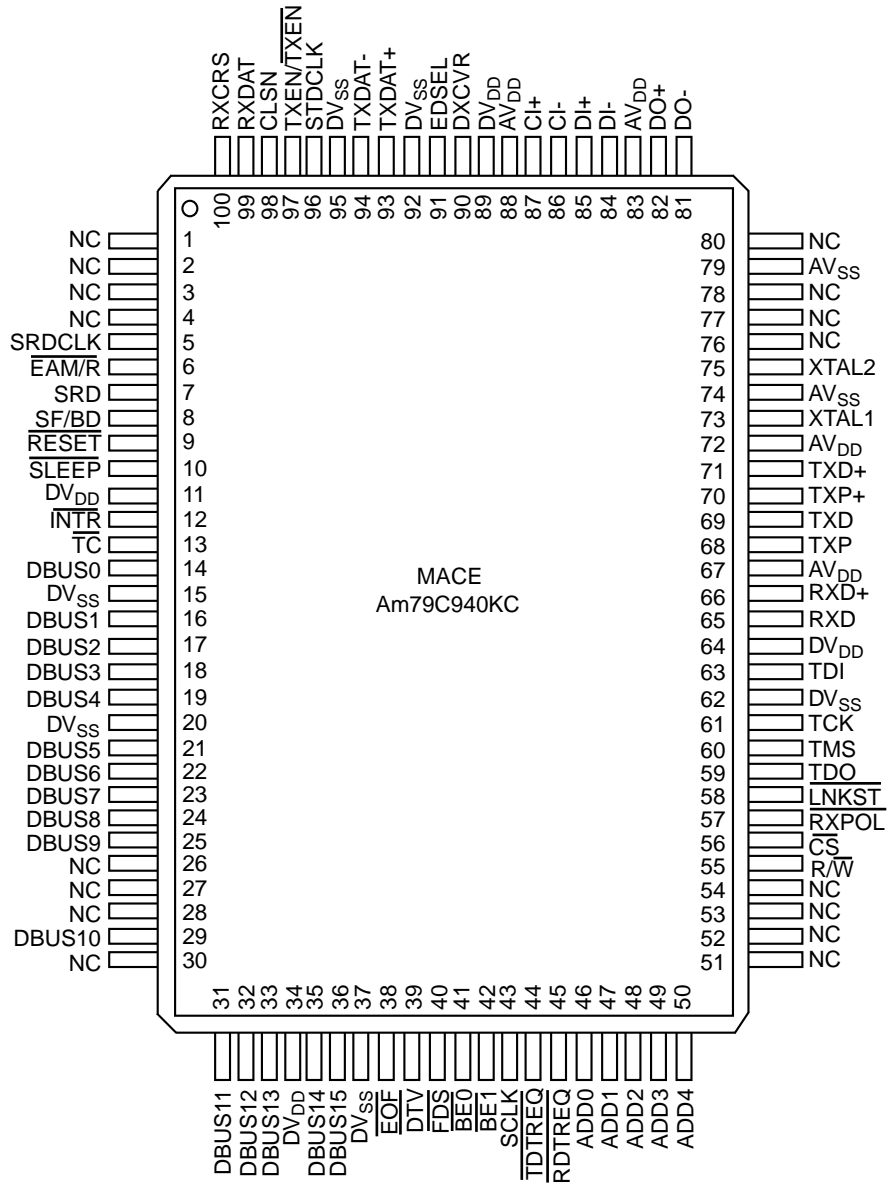 RXCRS
RXDAT
CLSN
TXEN/TXEN
STDCLK
DVSS
TXDAT-
TXDAT+
DVSS
EDSEL
DXCVR
DVDD
AVDD
CI+
CI-
DI+
DI-
AVDD
DO+
DO-
100
99
98
97
96
95
94
93
92
91
90
89
88
87
86
85
84
83
82
81
NC 1
NC 2
NC 3
NC 4
SRDCLK 5
EAM/R 6
SRD 7
SF/BD 8
RESET 9
SLEEP 10
DVDD 11
INTR 12
TC 13
DBUS0 14
DVSS 15
DBUS1 16
DBUS2 17
DBUS3 18
DBUS4 19
DVSS 20
DBUS5 21
DBUS6 22
DBUS7 23
DBUS8 24
DBUS9 25
NC 26
NC 27
NC 28
DBUS10 29
NC 30
MACE
Am79C940KC
80 NC
79 AVSS
78 NC
77 NC
76 NC
75 XTAL2
74 AVSS
73 XTAL1
72 AVDD
71 TXD+
70 TXP+
69 TXD
68 TXP
67 AVDD
66 RXD+
65 RXD
64 DVDD
63 TDI
62 DVSS
61 TCK
60 TMS
59 TDO
58 LNKST
57 RXPOL
56 CS
55 R/W
54 NC
53 NC
52 NC
51 NC
31
32
33
34
35
36
37
38
39
40
41
42
43
44
45
46
47
48
49
50
DBUS11
DBUS12
DBUS13
DVDD
DBUS14
DBUS15
DVSS
EOF
DTV
FDS
BE0
BE1
SCLK
TDTREQ
RDTREQ
ADD0
ADD1
ADD2
ADD3
ADD4